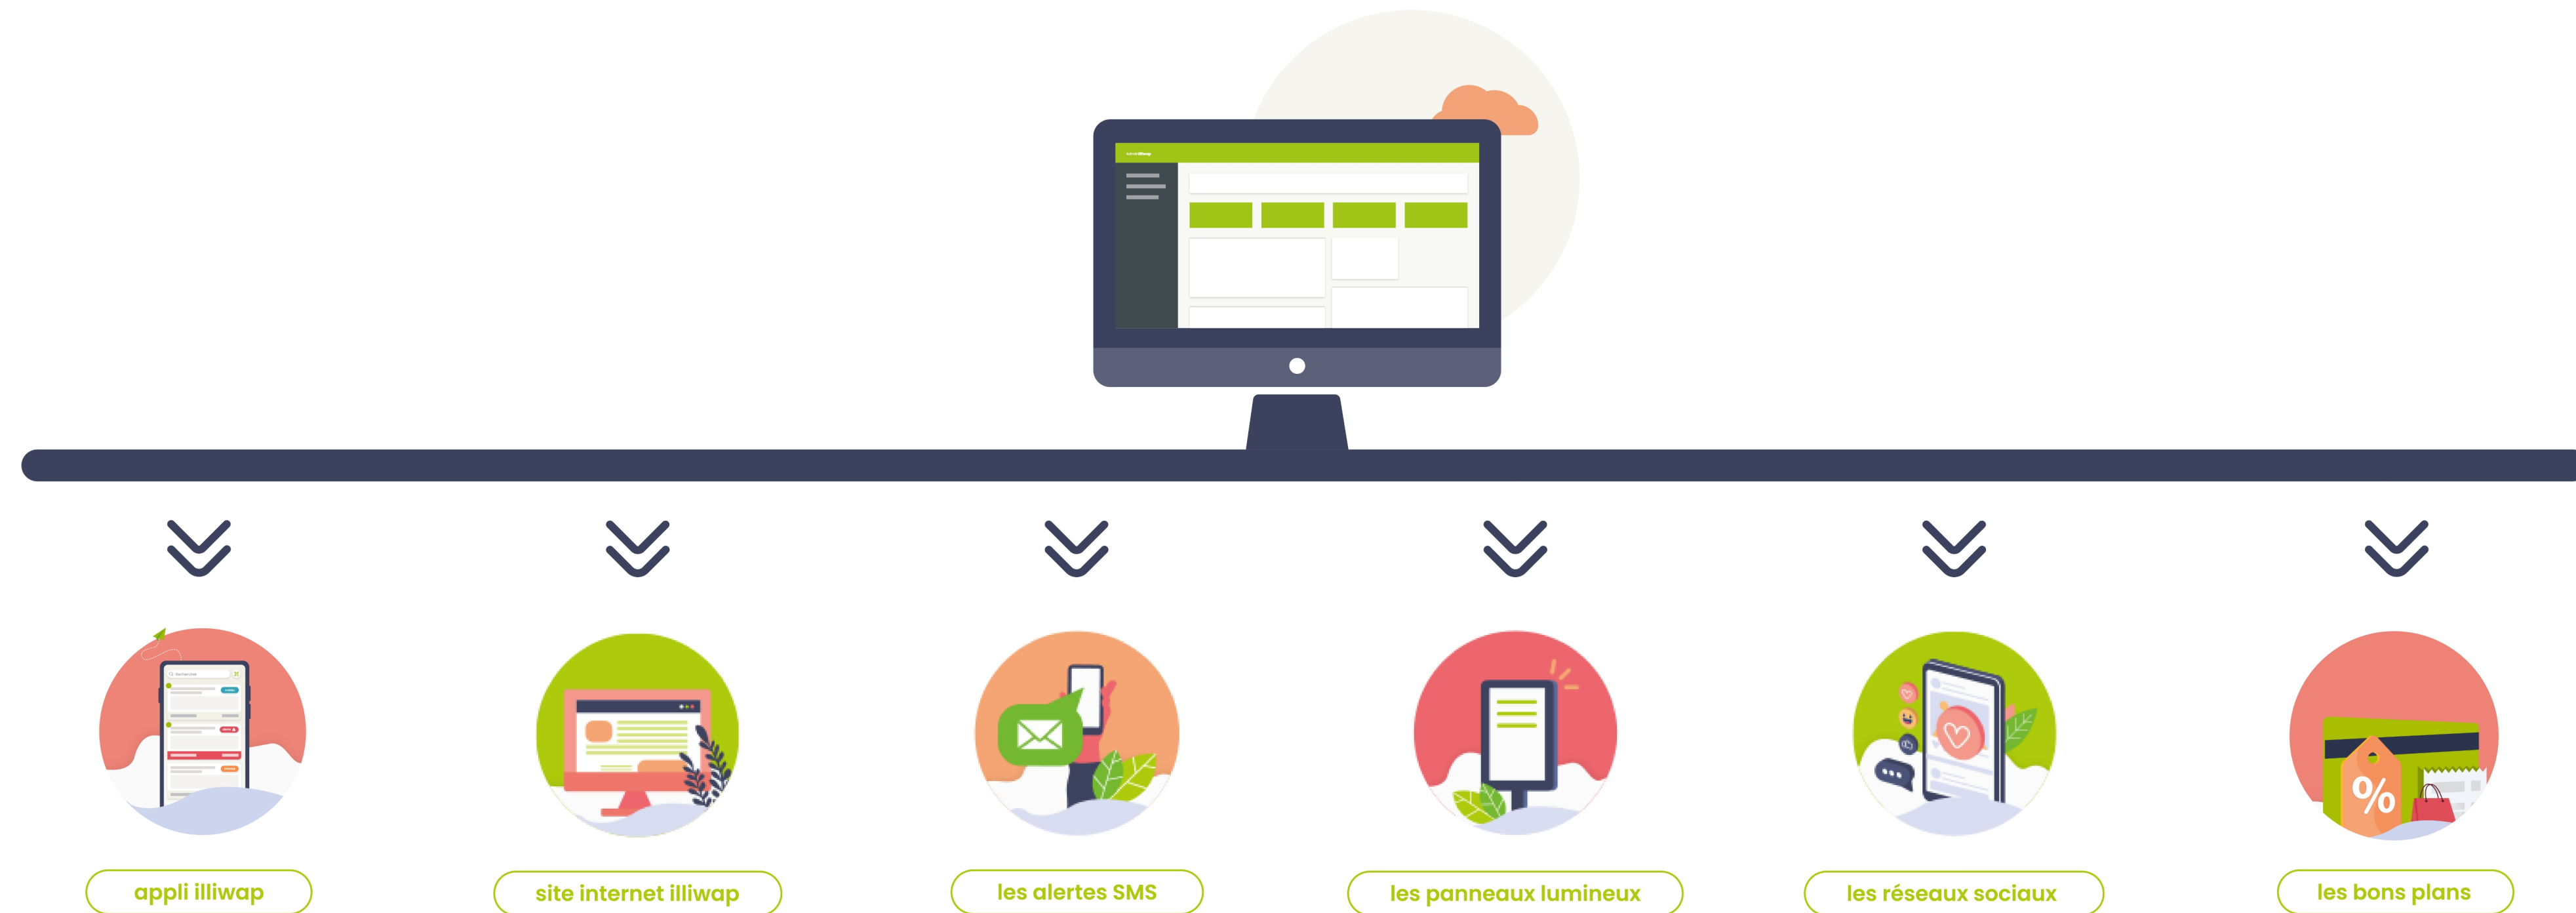 appli illiwap
site internet illiwap
les alertes SMS
les panneaux lumineux
les réseaux sociaux
les bons plans
%